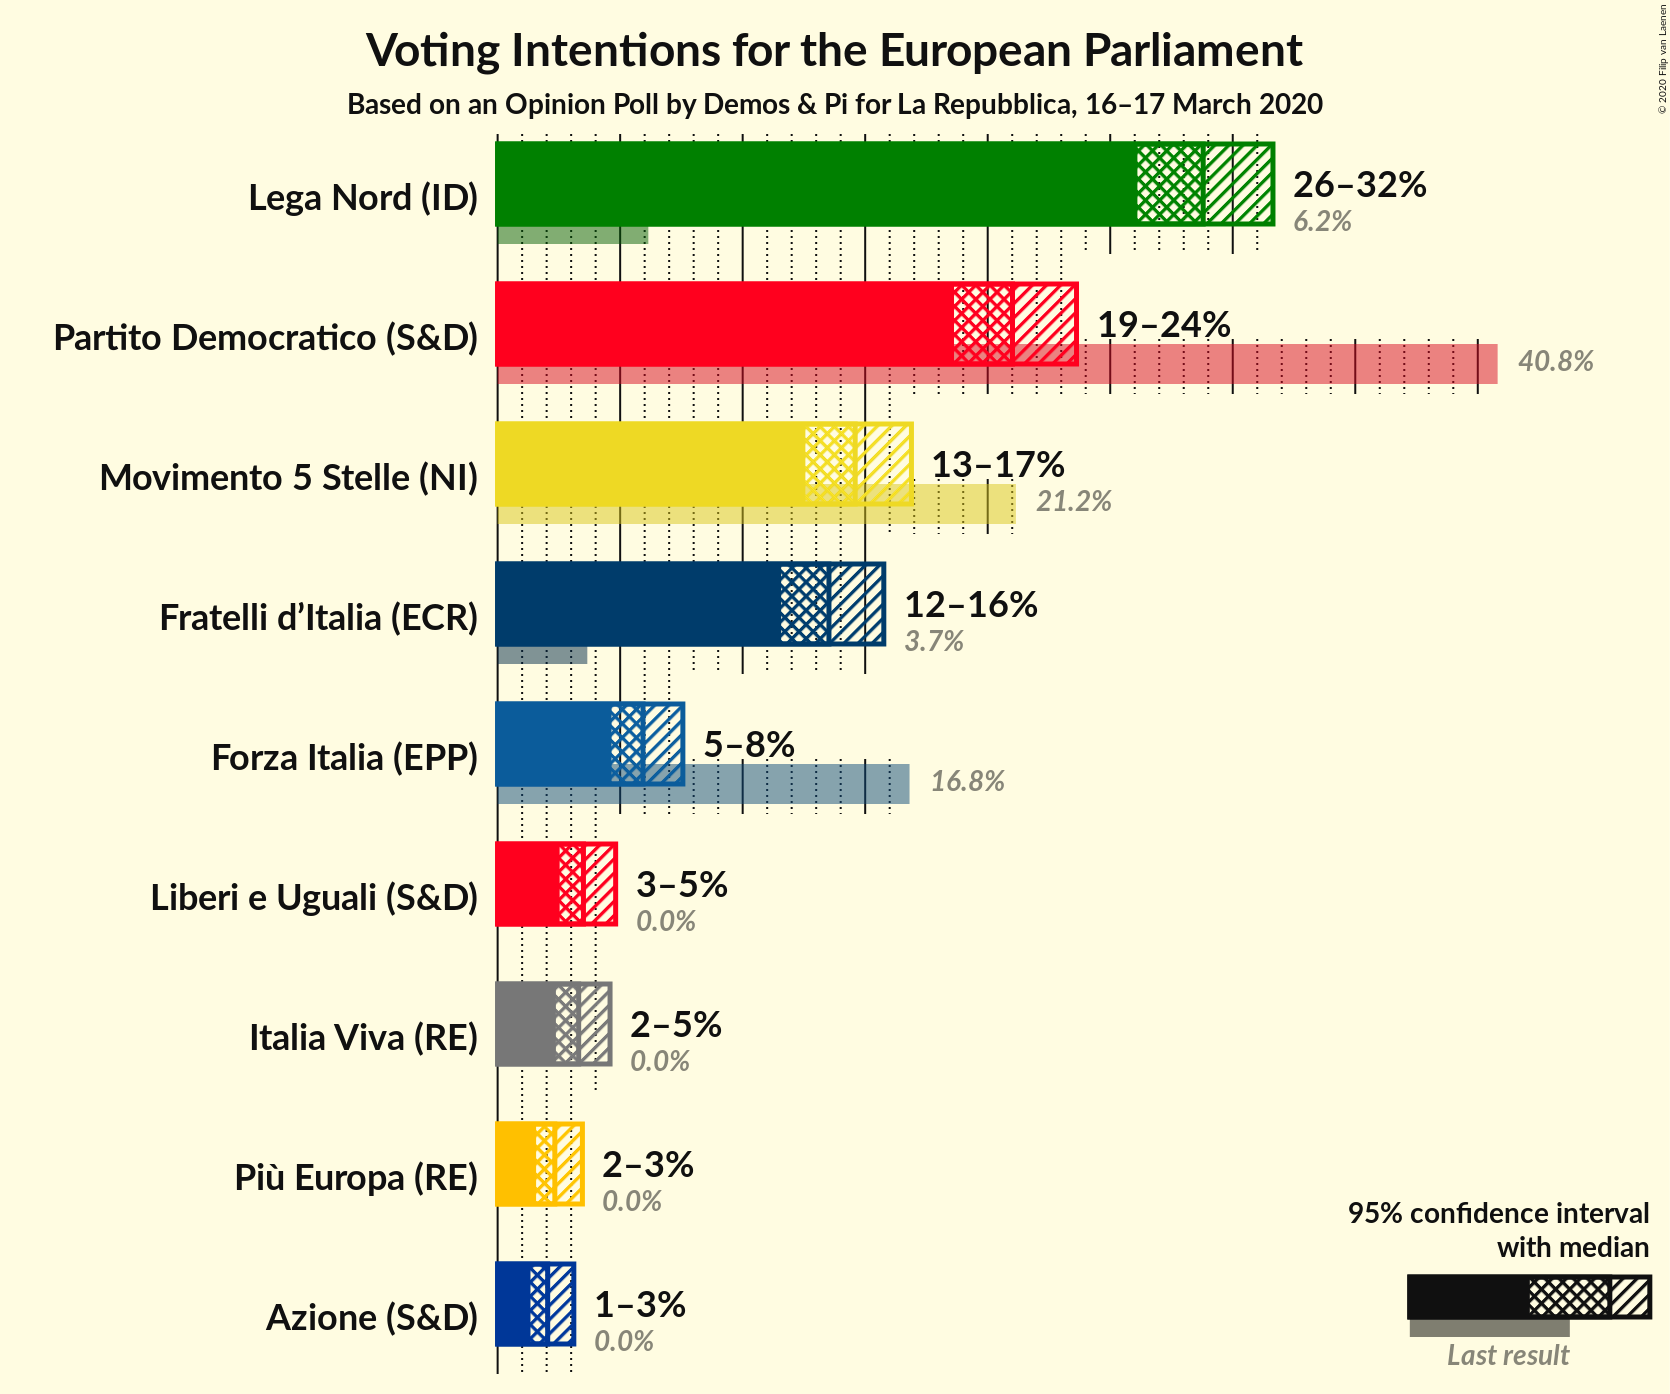 © 2020 Filip van Laenen
Voting Intentions for the European Parliament
Based on an Opinion Poll by Demos & Pi for La Repubblica, 16–17 March 2020
Lega Nord (ID)
26–32%
6.2%
Partito Democratico (S&D)
19–24%
40.8%
Movimento 5 Stelle (NI)
13–17%
21.2%
Fratelli d’Italia (ECR)
12–16%
3.7%
Forza Italia (EPP)
5–8%
16.8%
Liberi e Uguali (S&D)
3–5%
0.0%
Italia Viva (RE)
2–5%
0.0%
Più Europa (RE)
2–3%
0.0%
Azione (S&D)
1–3%
0.0%
95% confidence interval
with median
Last result